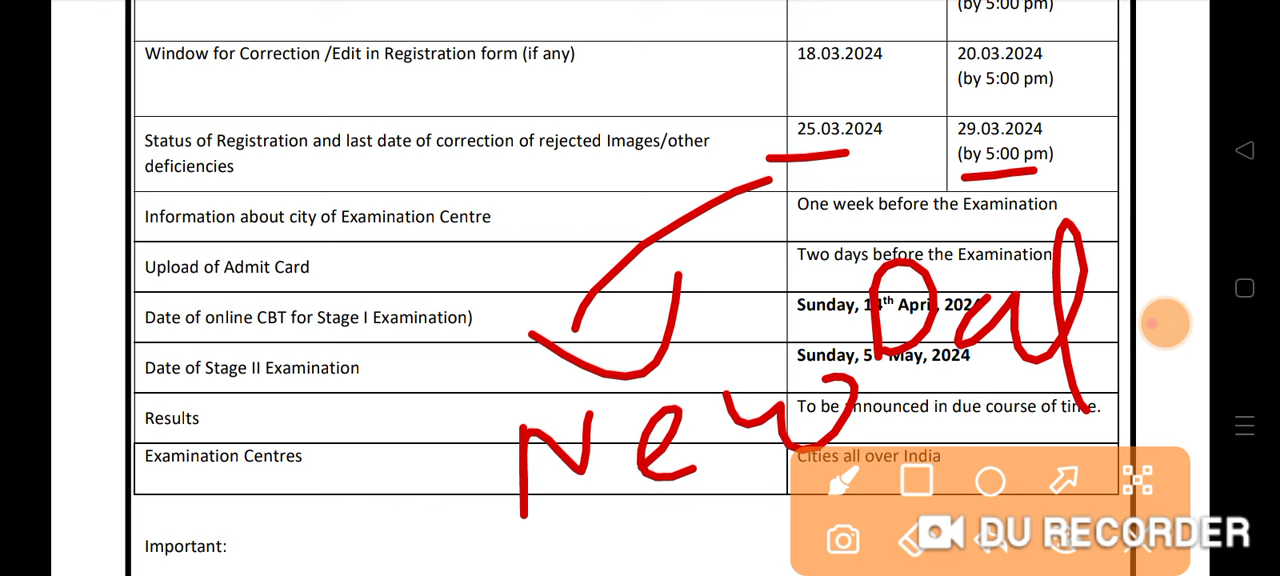 (by 5:00 pm)
Window for Correction /Edit in Registration form (if any) 18.03.2024 20.03.2024
(by 5:00 pm)
Status of Registration and last date of correction of rejected Images/other deficiencies 25.03.2024 29.03.2024
(by 5:00 pm)
Information about city of Examination Centre One week before the Examination
Upload of Admit Card Two days before the Examination
Date of online CBT for Stage I Examination) Sunday, 14th April, 2024
Date of Stage II Examination Sunday, 5 May, 2024
Results To be announced in due course of time.
Examination Centres Cities all over India
Important:
New
DU RECORDER